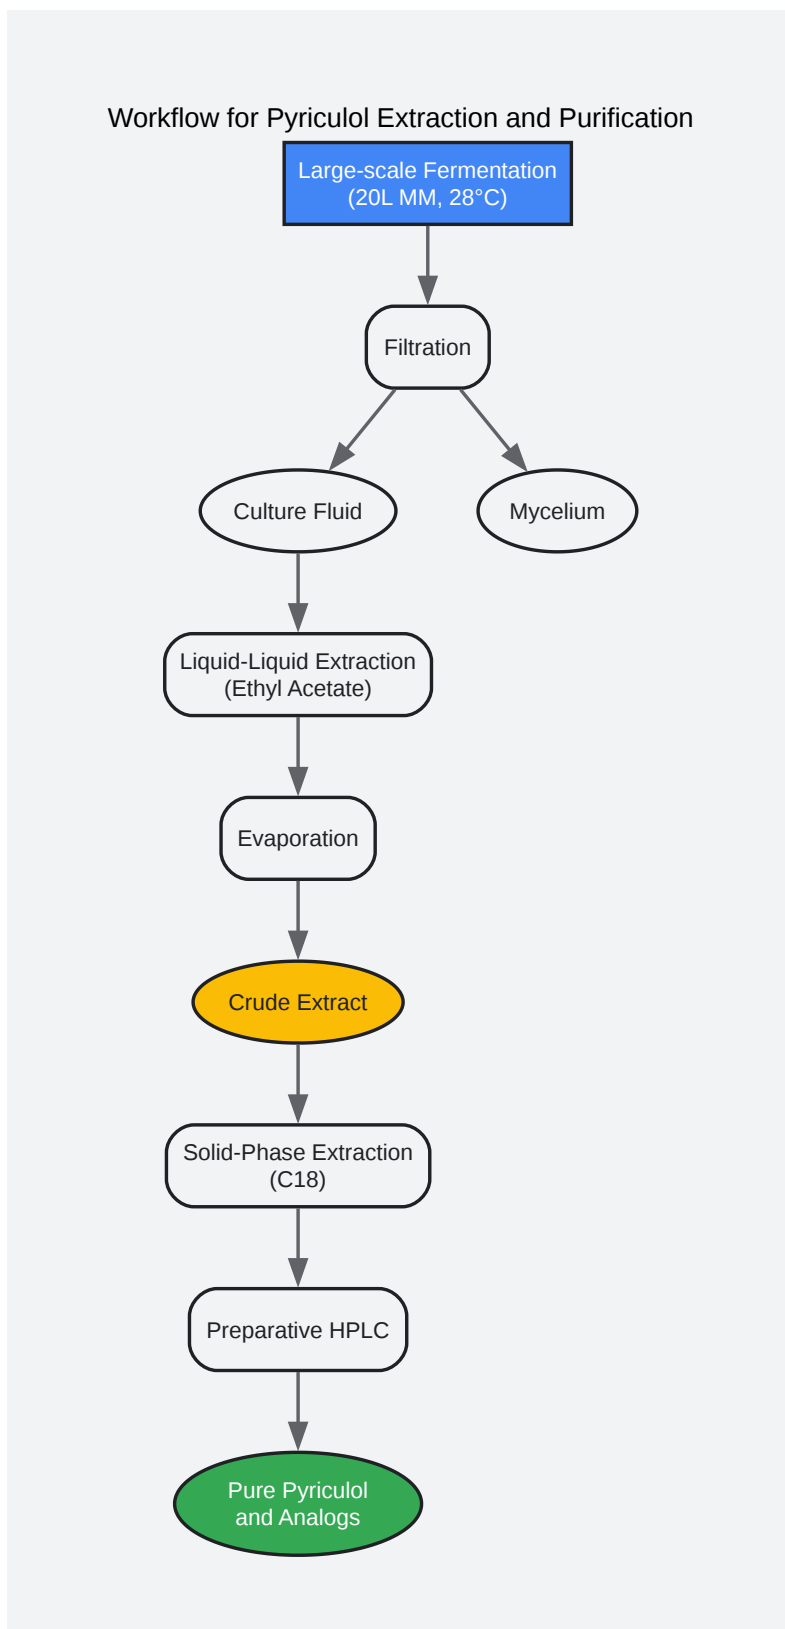 Workflow for Pyriculol Extraction and Purification
Large-scale Fermentation
(20L MM, 28°C)
Filtration
Culture Fluid
Mycelium
Liquid-Liquid Extraction
(Ethyl Acetate)
Evaporation
Crude Extract
Solid-Phase Extraction
(C18)
Preparative HPLC
Pure Pyriculol
and Analogs